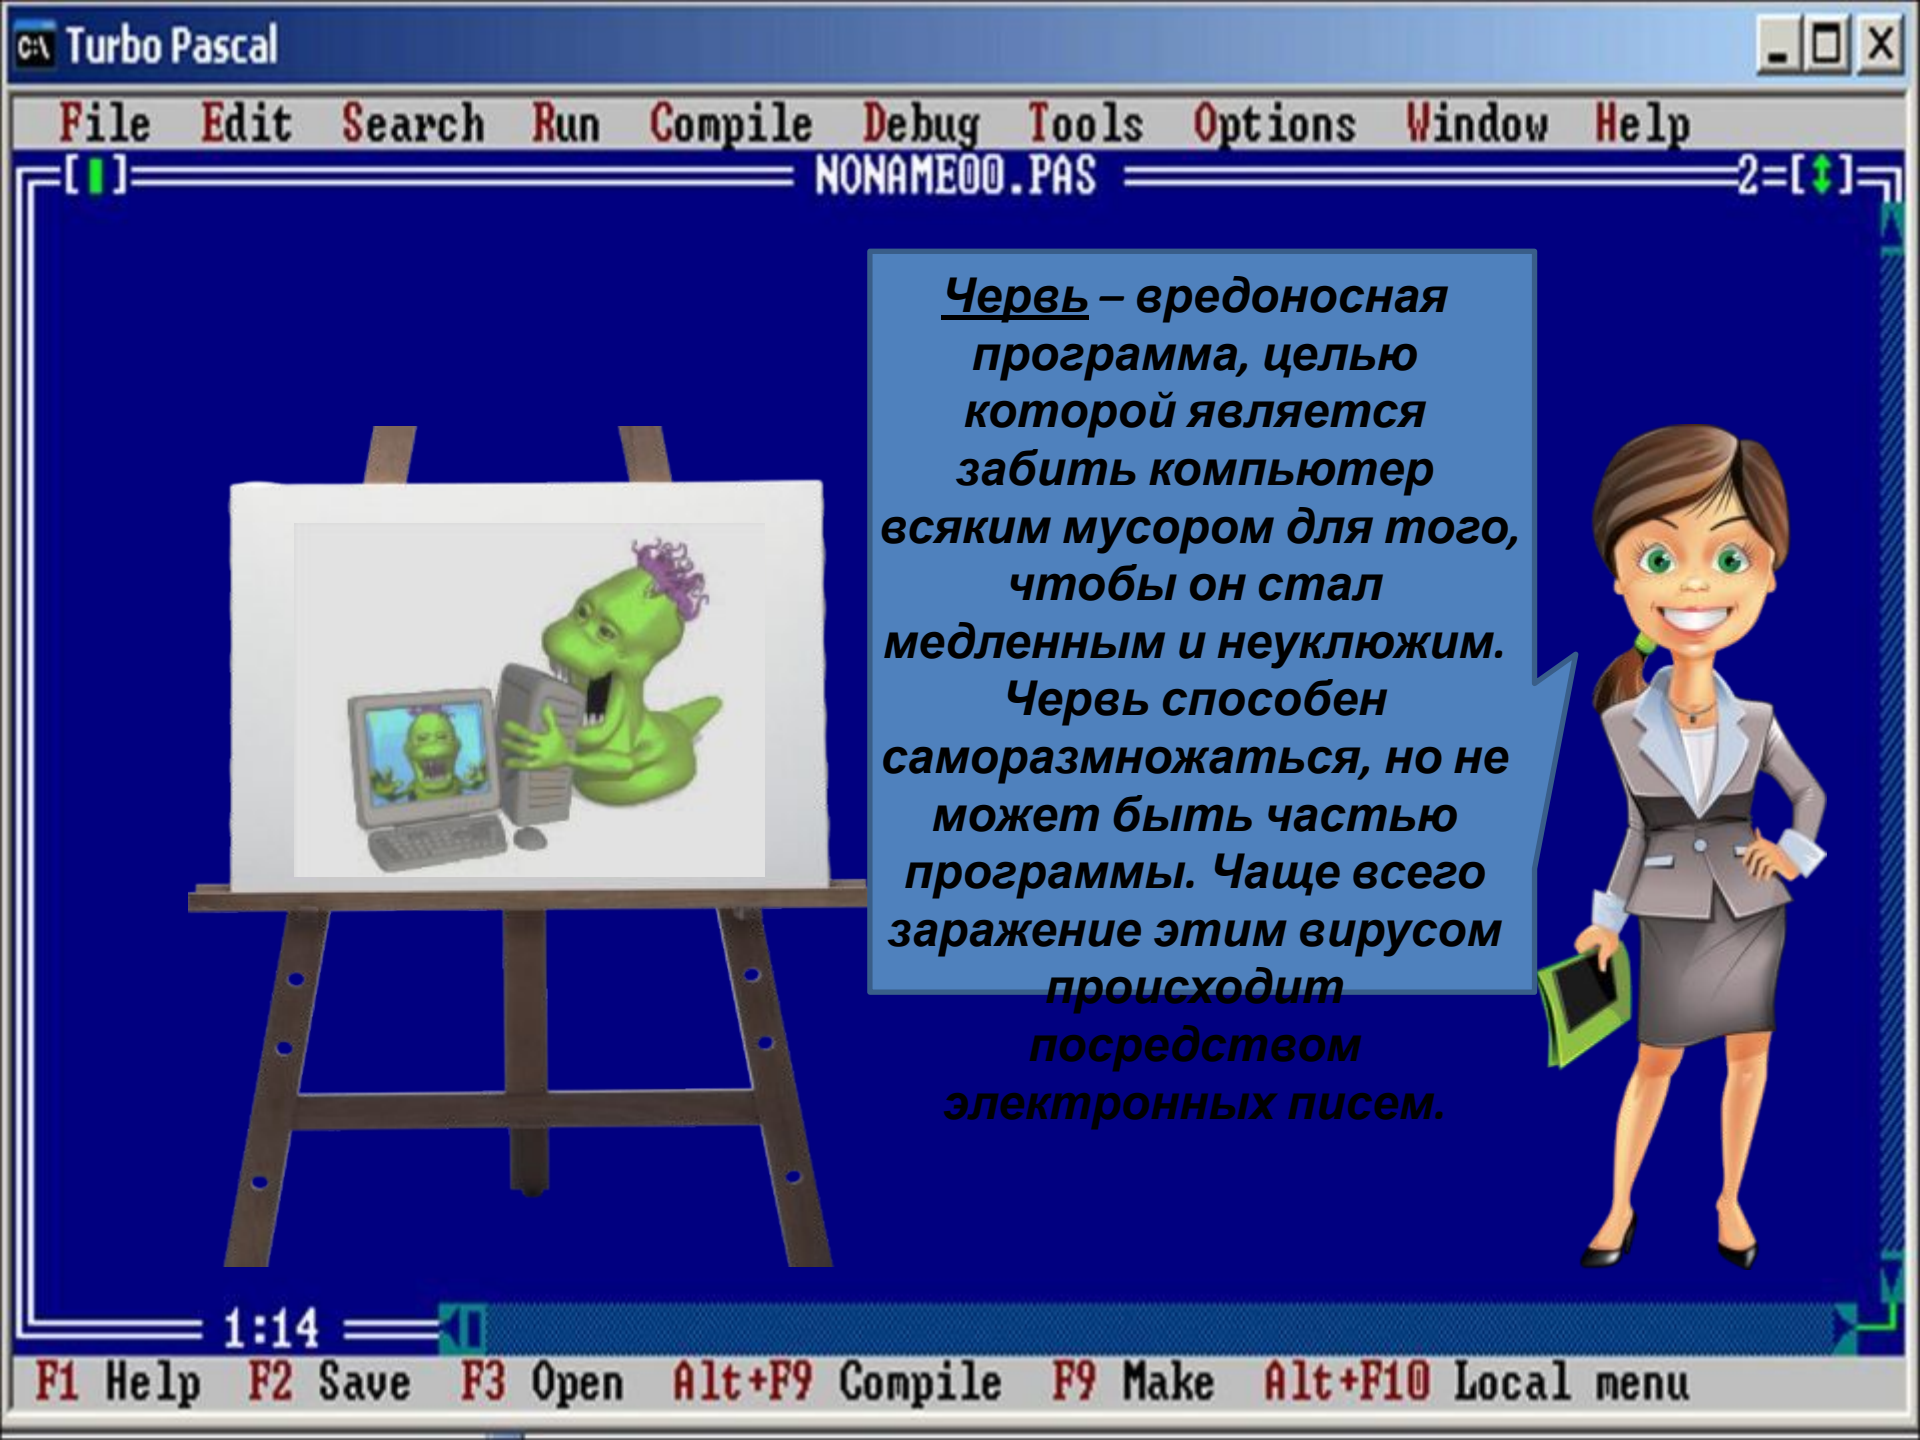 Turbo Pascal
File Edit Search Run Compile Debug Tools Options Window Help
NONAME00.PAS
2
Червь – вредоносная
программа, целью
которой является
забить компьютер
всяким мусором для того,
чтобы он стал
медленным и неуклюжим.
Червь способен
саморазмножаться, но не
может быть частью
программы. Чаще всего
заражение этим вирусом
происходит
посредством
электронных писем.
1:14
F1 Help F2 Save F3 Open Alt+F9 Compile F9 Make Alt+F10 Local menu